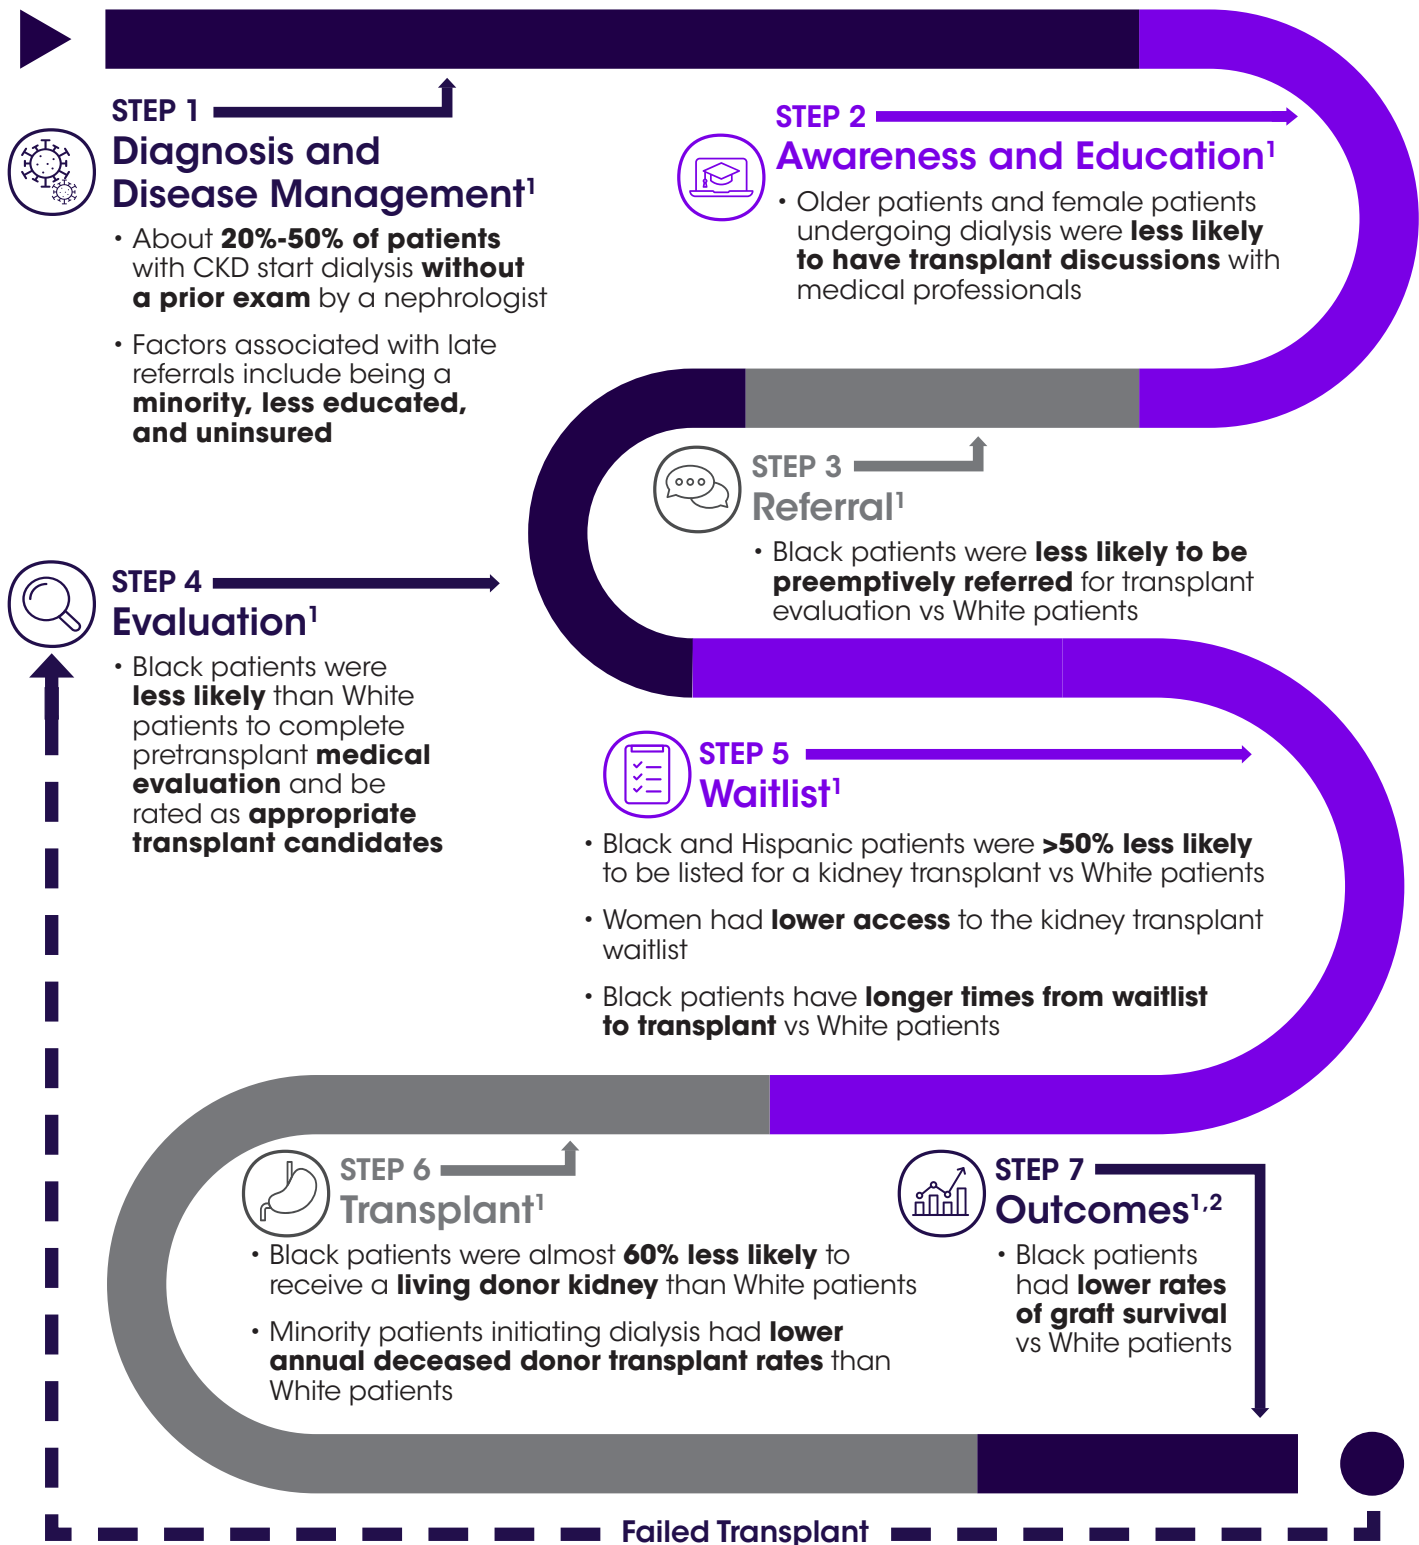 STEP 1
Diagnosis and
Disease Management¹
• About 20%-50% of patients
with CKD start dialysis without
a prior exam by a nephrologist
• Factors associated with late
referrals include being a
minority, less educated,
and uninsured
STEP 2
Awareness and Education¹
• Older patients and female patients
undergoing dialysis were less likely
to have transplant discussions with
medical professionals
STEP 3
Referral¹
• Black patients were less likely to be
preemptively referred for transplant
evaluation vs White patients
STEP 4
Evaluation¹
• Black patients were
less likely than White
patients to complete
pretransplant medical
evaluation and be
rated as appropriate
transplant candidates
STEP 5
Waitlist¹
• Black and Hispanic patients were >50% less likely
to be listed for a kidney transplant vs White patients
• Women had lower access to the kidney transplant
waitlist
• Black patients have longer times from waitlist
to transplant vs White patients
STEP 6
Transplant¹
• Black patients were almost 60% less likely to
receive a living donor kidney than White patients
• Minority patients initiating dialysis had lower
annual deceased donor transplant rates than
White patients
STEP 7
Outcomes¹,²
• Black patients
had lower rates
of graft survival
vs White patients
Failed Transplant